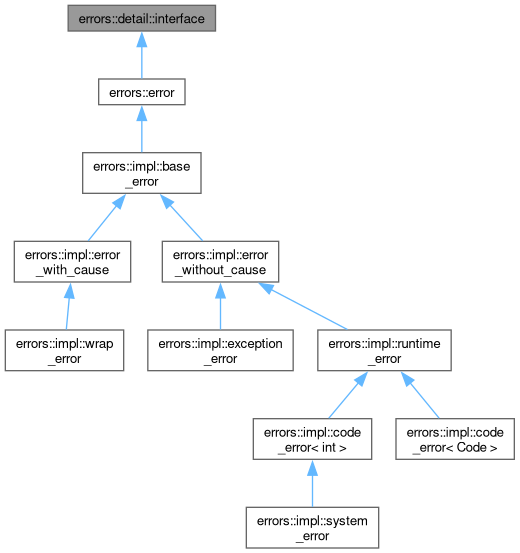 errors::detail::interface
errors::error
errors::impl::base
_error
errors::impl::error
_with_cause
errors::impl::error
_without_cause
errors::impl::wrap
_error
errors::impl::exception
_error
errors::impl::runtime
_error
errors::impl::code
_error< int >
errors::impl::code
_error< Code >
errors::impl::system
_error